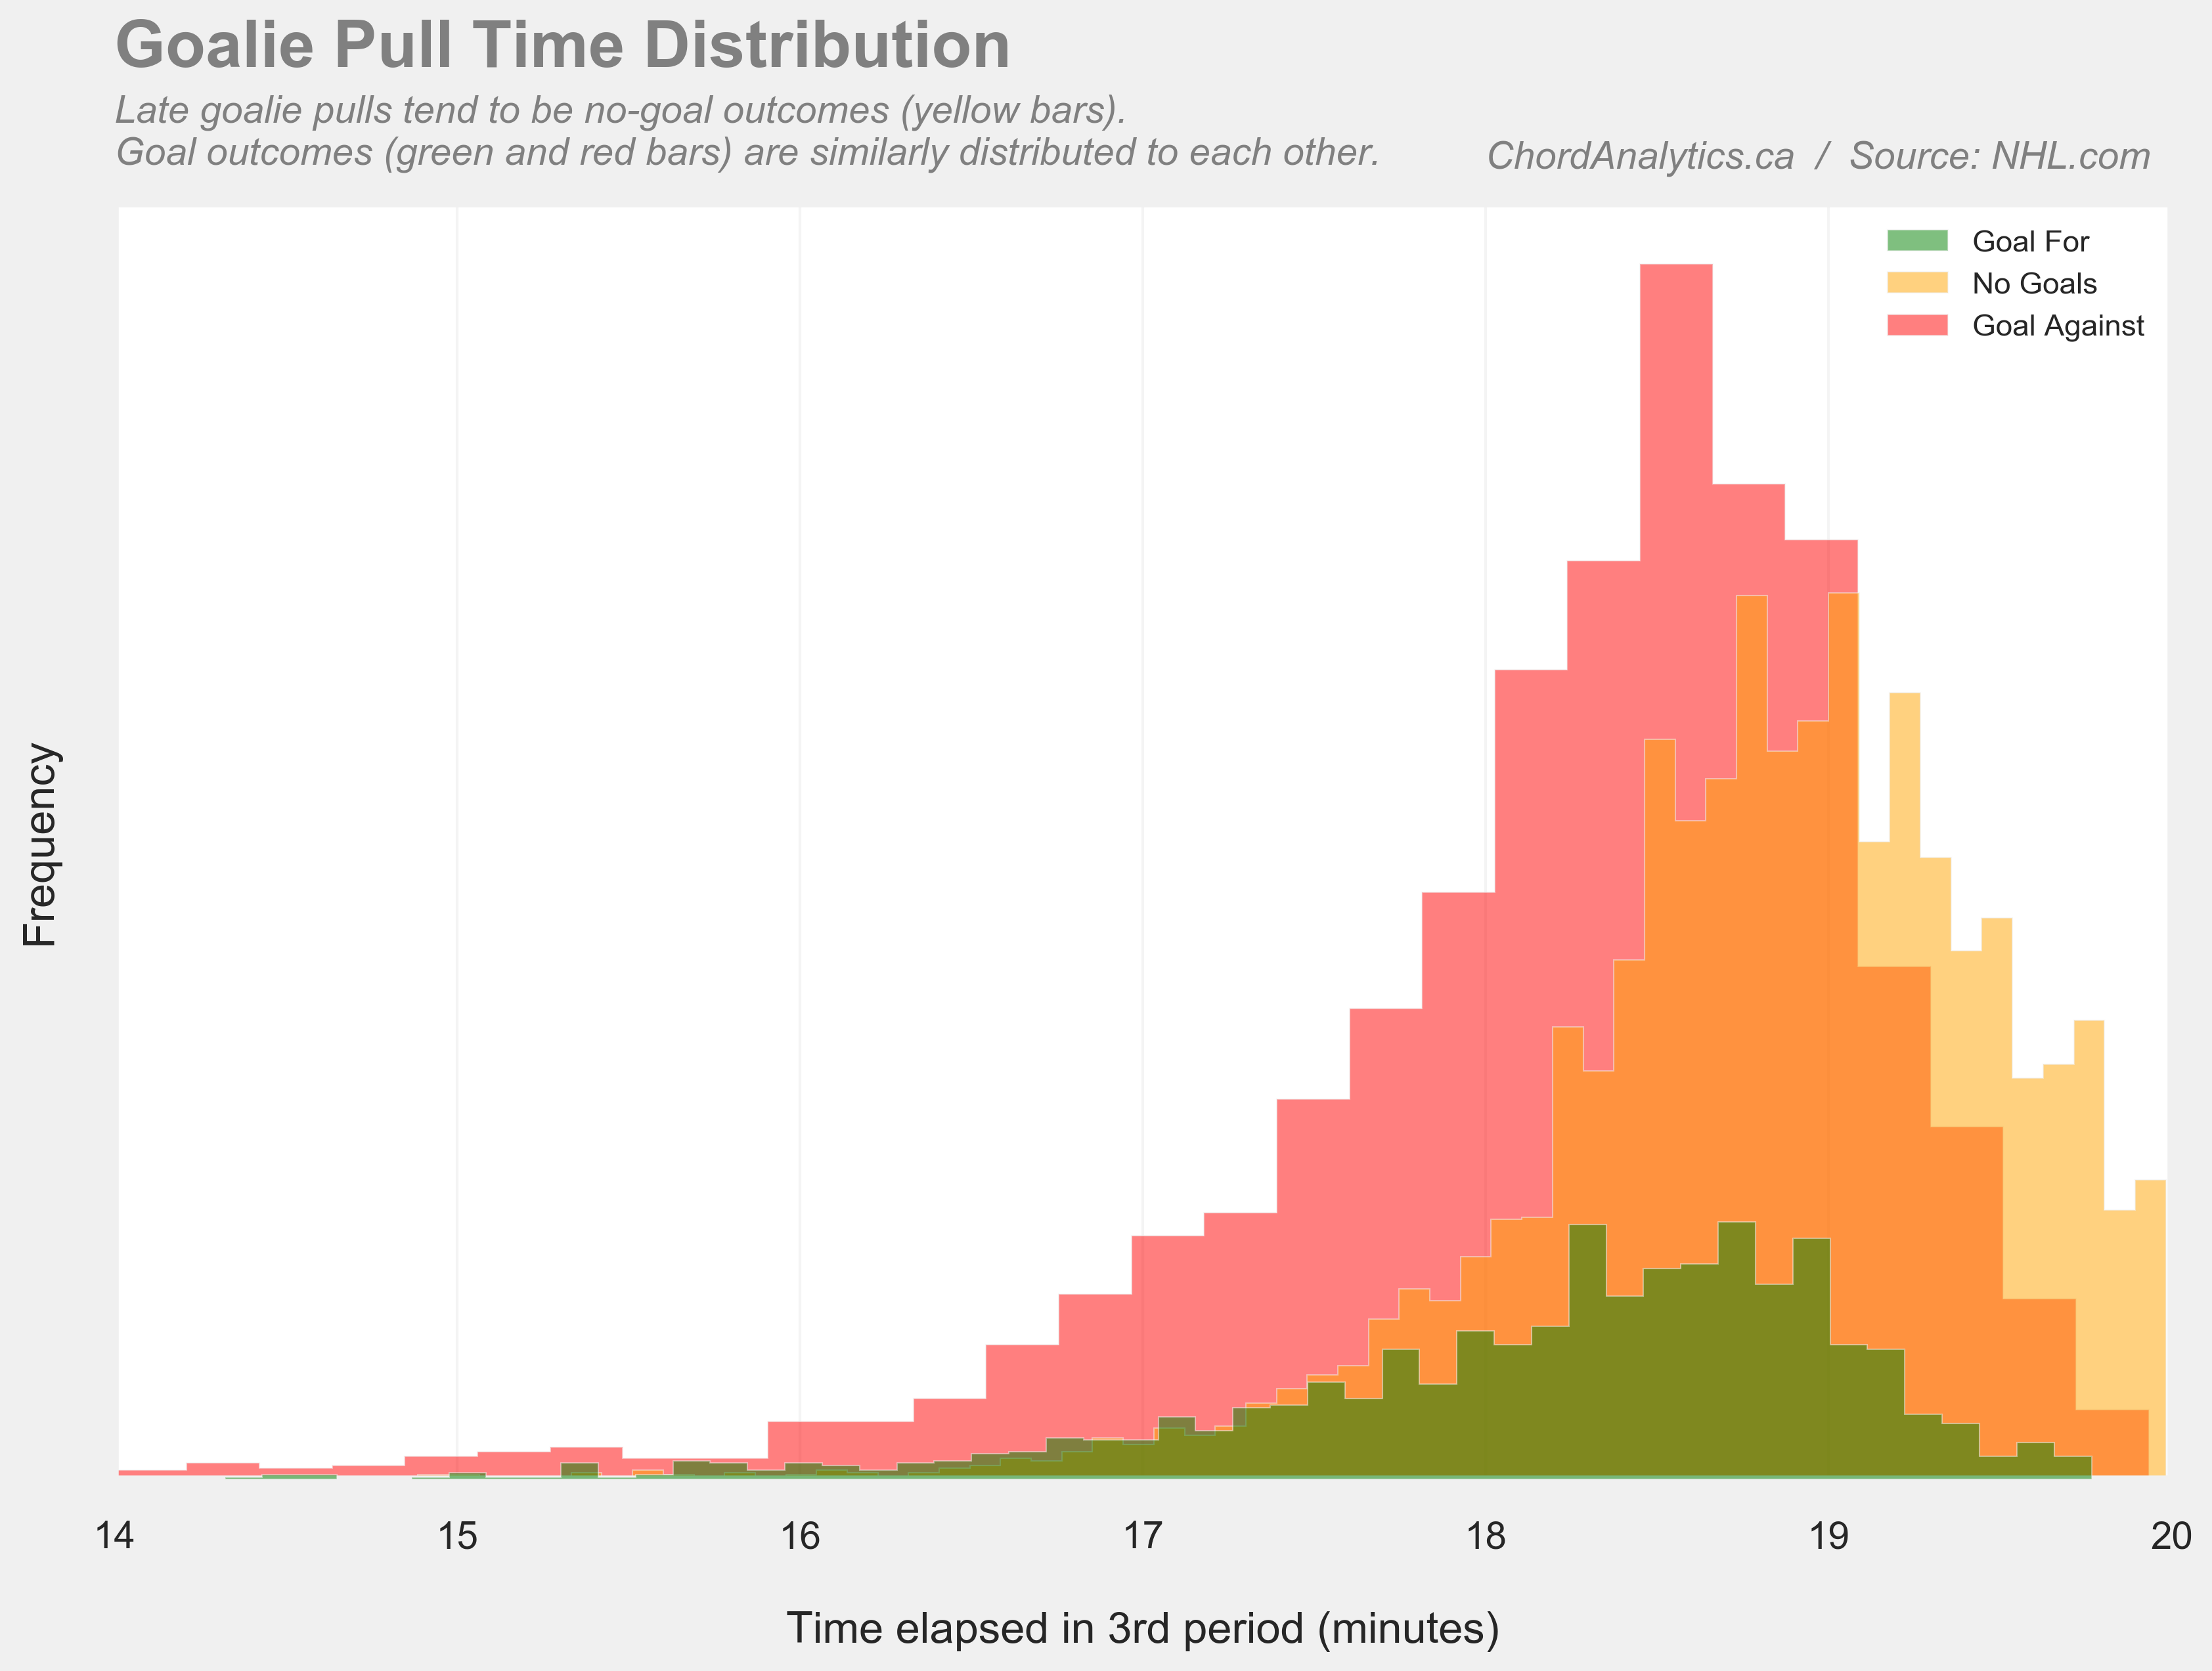 Goalie Pull Time Distribution
Late goalie pulls tend to be no-goal outcomes (yellow bars).
Goal outcomes (green and red bars) are similarly distributed to each other.
ChordAnalytics.ca / Source: NHL.com
Goal For
No Goals
Goal Against
Frequency
14 15 16 17 18 19 20
Time elapsed in 3rd period (minutes)